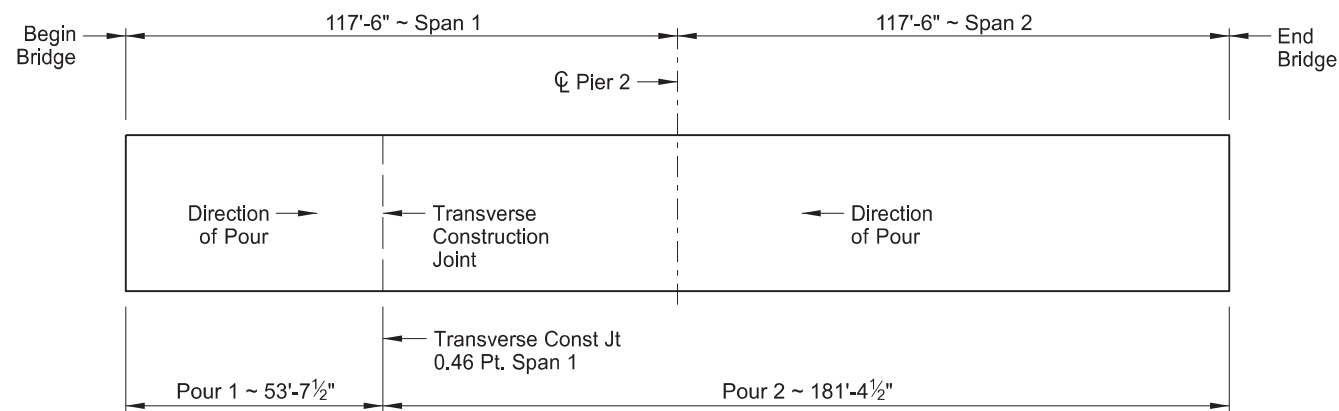 117'-6" ~ Span 1
117'-6" ~ Span 2
Begin
Bridge
End
Bridge
℄ Pier 2
Direction
of Pour
Transverse
Construction
Joint
Direction
of Pour
Transverse Const Jt
0.46 Pt. Span 1
Pour 1 ~ 53'-7½"
Pour 2 ~ 181'-4½"